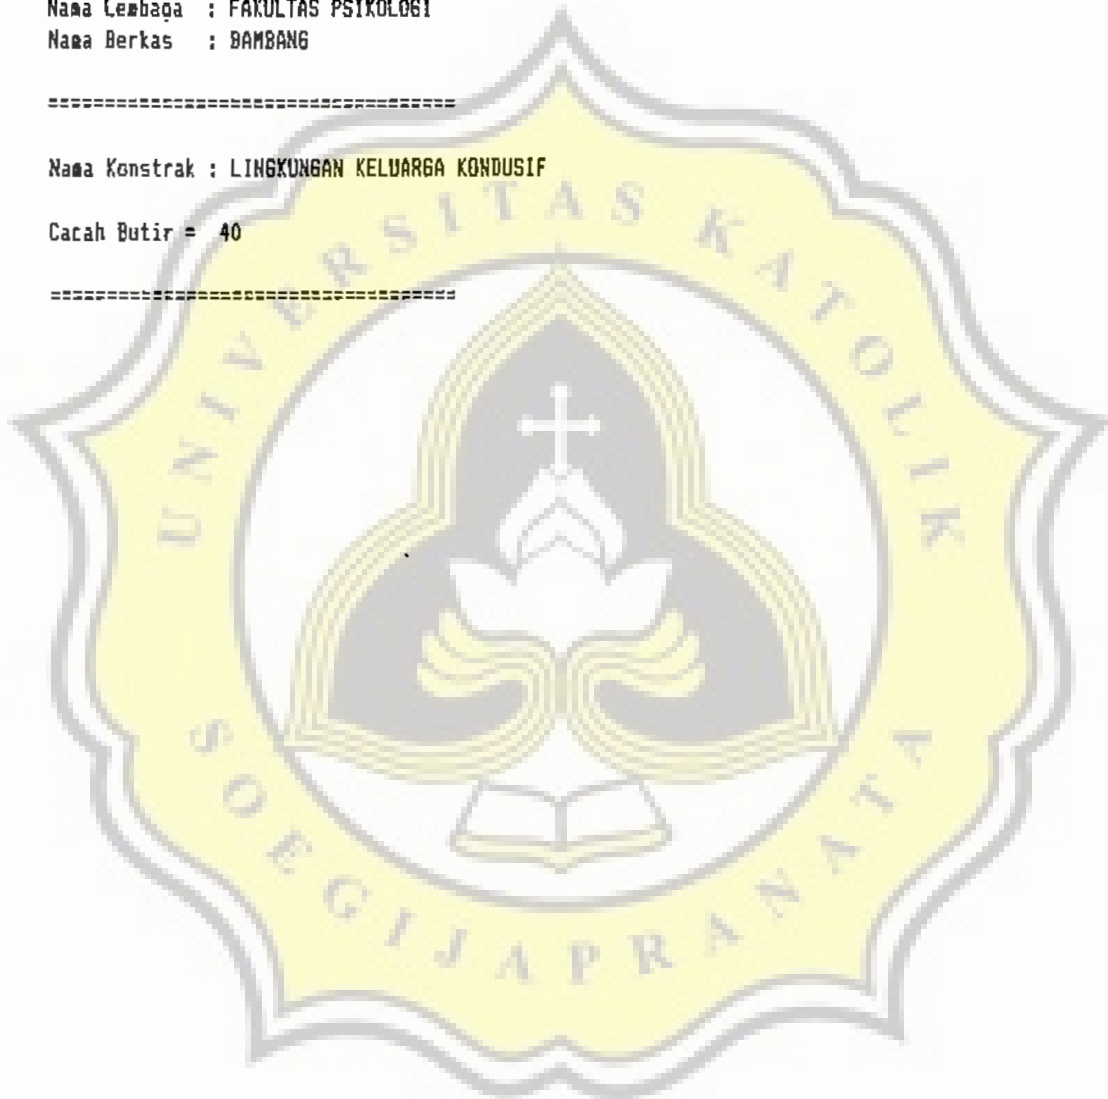 Nama Lembaga : FAKULTAS PSIKOLOGI
Nama Berkas : BAMBANG
====================================
Nama Konstrak : LINGKUNGAN KELUARGA KONDUSIF
Cacah Butir = 40
====================================
UNIVERSITAS KATOLIK
SOEGIJAPRANATA